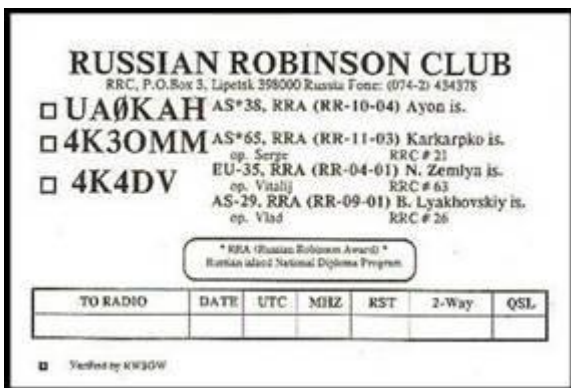 RUSSIAN ROBINSON CLUB
RRC, P.O.Box 3, Lipetsk 398000 Russia Fone: (074-2) 434378
UAØKAH AS*38, RRA (RR-10-04) Ayon is.
4K3OMM AS*65, RRA (RR-11-03) Karkarpko is.
op. Serge RRC # 21
EU-35, RRA (RR-04-01) N. Zemlya is.
4K4DV op. Vitalij RRC # 63
AS-29, RRA (RR-09-01) B. Lyakhovskiy is.
op. Vlad RRC # 26
* RRA (Russian Robinson Award) *
Russian island National Diploma Program
TO RADIO DATE UTC MHZ RST 2-Way QSL
Verified by